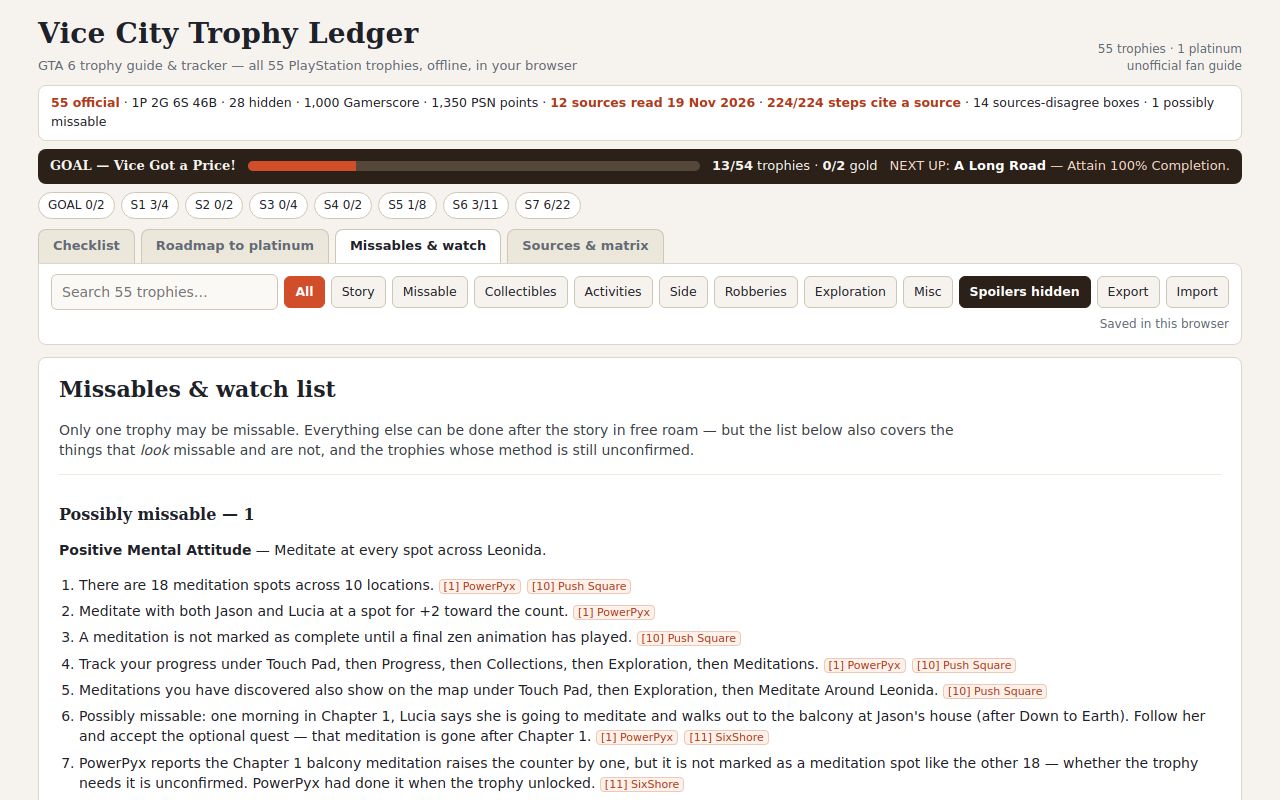 Vice City Trophy Ledger
GTA 6 trophy guide & tracker — all 55 PlayStation trophies, offline, in your browser
55 trophies · 1 platinum
unofficial fan guide
55 official · 1P 2G 6S 46B · 28 hidden · 1,000 Gamerscore · 1,350 PSN points · 12 sources read 19 Nov 2026 · 224/224 steps cite a source · 14 sources-disagree boxes · 1 possibly
missable
GOAL — Vice Got a Price! 13/54 trophies · 0/2 gold NEXT UP: A Long Road — Attain 100% Completion.
GOAL 0/2 S1 3/4 S2 0/2 S3 0/4 S4 0/2 S5 1/8 S6 3/11 S7 6/22
Checklist Roadmap to platinum Missables & watch Sources & matrix
Search 55 trophies... All Story Missable Collectibles Activities Side Robberies Exploration Misc Spoilers hidden Export Import
Saved in this browser
Missables & watch list
Only one trophy may be missable. Everything else can be done after the story in free roam — but the list below also covers the
things that look missable and are not, and the trophies whose method is still unconfirmed.
Possibly missable — 1
Positive Mental Attitude — Meditate at every spot across Leonida.
1. There are 18 meditation spots across 10 locations. [1] PowerPyx [10] Push Square
2. Meditate with both Jason and Lucia at a spot for +2 toward the count. [1] PowerPyx
3. A meditation is not marked as complete until a final zen animation has played. [10] Push Square
4. Track your progress under Touch Pad, then Progress, then Collections, then Exploration, then Meditations. [1] PowerPyx [10] Push Square
5. Meditations you have discovered also show on the map under Touch Pad, then Exploration, then Meditate Around Leonida. [10] Push Square
6. Possibly missable: one morning in Chapter 1, Lucia says she is going to meditate and walks out to the balcony at Jason's house (after Down to Earth). Follow her
and accept the optional quest — that meditation is gone after Chapter 1. [1] PowerPyx [11] SixShore
7. PowerPyx reports the Chapter 1 balcony meditation raises the counter by one, but it is not marked as a meditation spot like the other 18 — whether the trophy
needs it is unconfirmed. PowerPyx had done it when the trophy unlocked. [11] SixShore